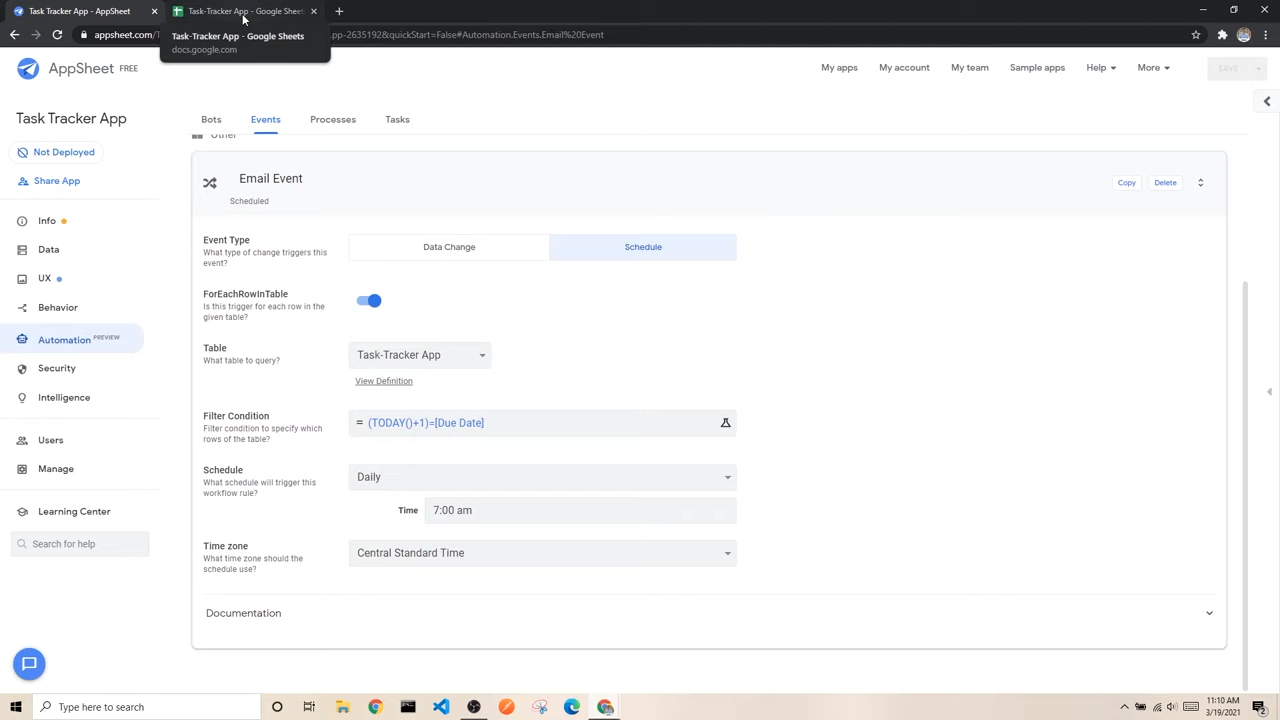 Task Tracker App - AppSheet
Task-Tracker App - Google Sheets
Task-Tracker App - Google Sheets
docs.google.com
appsheet.com/
pp-2635192&quickStart=False#Automation.Events.Email%20Event
AppSheet FREE
My apps
My account
My team
Sample apps
Help
More
SAVE
Task Tracker App
Bots
Events
Processes
Tasks
Other
Not Deployed
Share App
Info
Data
UX
Behavior
Automation PREVIEW
Security
Intelligence
Users
Manage
Learning Center
Search for help
Email Event
Scheduled
Copy
Delete
Event Type
What type of change triggers this
event?
Data Change
Schedule
ForEachRowInTable
Is this trigger for each row in the
given table?
Table
What table to query?
Task-Tracker App
View Definition
Filter Condition
Filter condition to specify which
rows of the table?
= (TODAY()+1)=[Due Date]
Schedule
What schedule will trigger this
workflow rule?
Daily
Time
7:00 am
Time zone
What time zone should the
schedule use?
Central Standard Time
Documentation
Type here to search
11:10 AM
3/19/2021
2